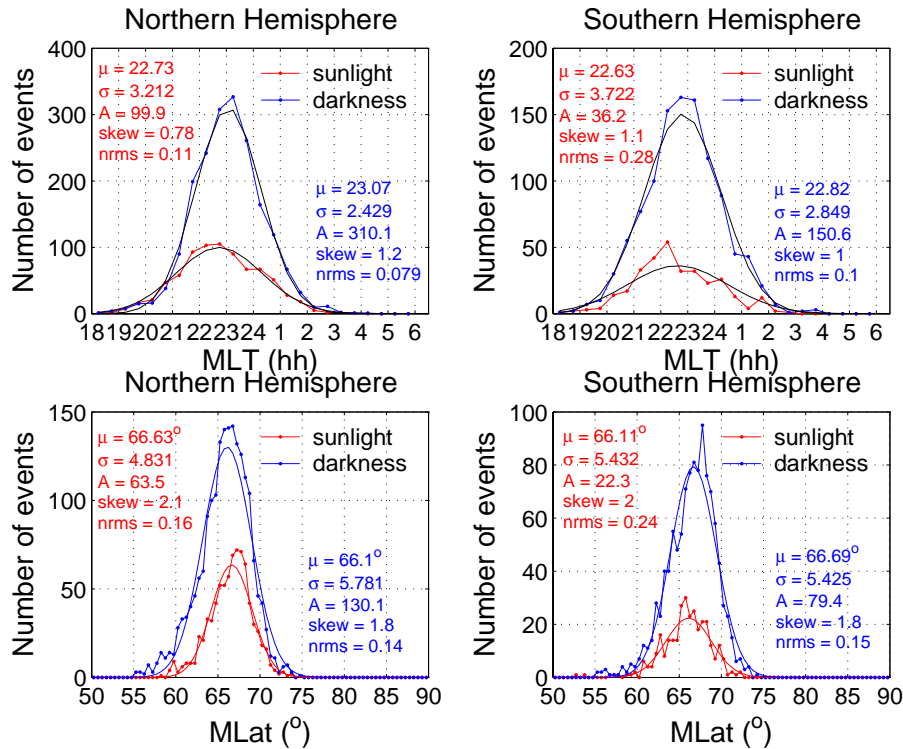 Northern Hemisphere
Number of events
400
300
200
100
0
μ = 22.73
σ = 3.212
A = 99.9
skew = 0.78
nrms = 0.11
sunlight
darkness
μ = 23.07
σ = 2.429
A = 310.1
skew = 1.2
nrms = 0.079
18 19 20 21 22 23 24 1 2 3 4 5 6
MLT (hh)
Southern Hemisphere
Number of events
200
150
100
50
0
μ = 22.63
σ = 3.722
A = 36.2
skew = 1.1
nrms = 0.28
sunlight
darkness
μ = 22.82
σ = 2.849
A = 150.6
skew = 1
nrms = 0.1
18 19 20 21 22 23 24 1 2 3 4 5 6
MLT (hh)
Northern Hemisphere
Number of events
150
100
50
0
μ = 66.63°
σ = 4.831
A = 63.5
skew = 2.1
nrms = 0.16
sunlight
darkness
μ = 66.1°
σ = 5.781
A = 130.1
skew = 1.8
nrms = 0.14
50 55 60 65 70 75 80 85 90
MLat (°)
Southern Hemisphere
Number of events
100
80
60
40
20
0
μ = 66.11°
σ = 5.432
A = 22.3
skew = 2
nrms = 0.24
sunlight
darkness
μ = 66.69°
σ = 5.425
A = 79.4
skew = 1.8
nrms = 0.15
50 55 60 65 70 75 80 85 90
MLat (°)